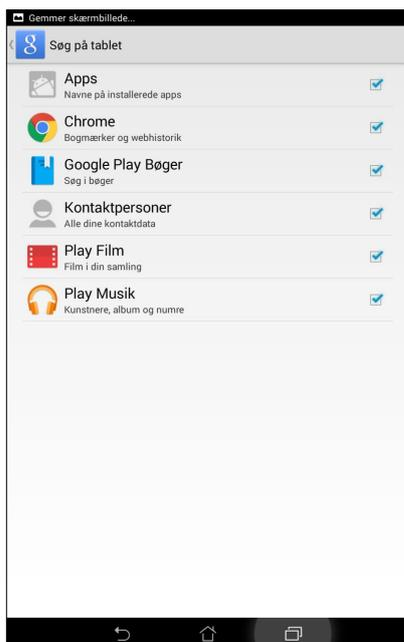 Gemmer skærmbillede...
Søg på tablet
Apps
Navne på installerede apps
Chrome
Bogmærker og webhistorik
Google Play Bøger
Søg i bøger
Kontaktpersoner
Alle dine kontaktdata
Play Film
Film i din samling
Play Musik
Kunstnere, album og numre